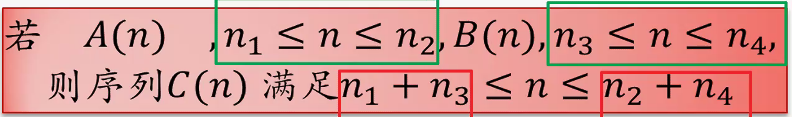 若 A(n) ,n₁ ≤ n ≤ n₂,B(n),n₃ ≤ n ≤ n₄,
则序列C(n) 满足n₁ + n₃ ≤ n ≤ n₂ + n₄